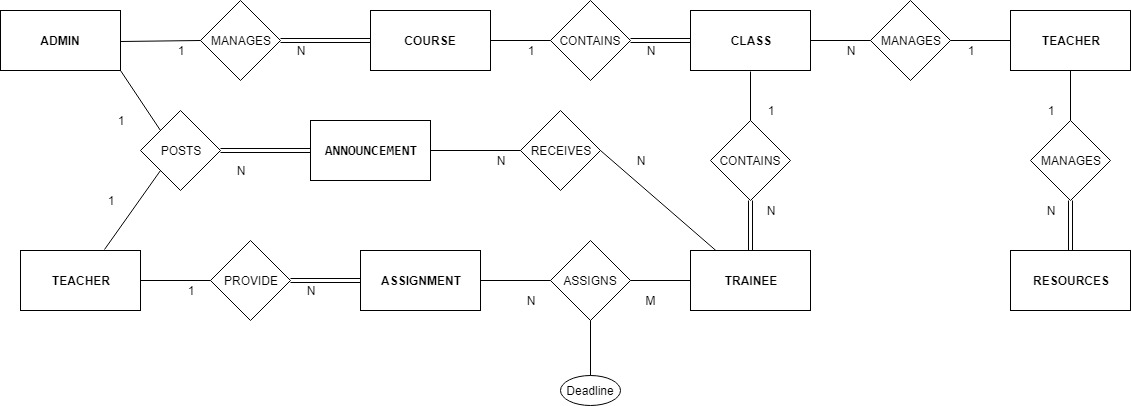 ADMIN
MANAGES
COURSE
CONTAINS
CLASS
MANAGES
TEACHER
1
N
1
N
N
1
1
1
1
POSTS
ANNOUNCEMENT
RECEIVES
CONTAINS
MANAGES
N
N
N
1
N
N
TEACHER
PROVIDE
ASSIGNMENT
ASSIGNS
TRAINEE
RESOURCES
1
N
N
M
Deadline